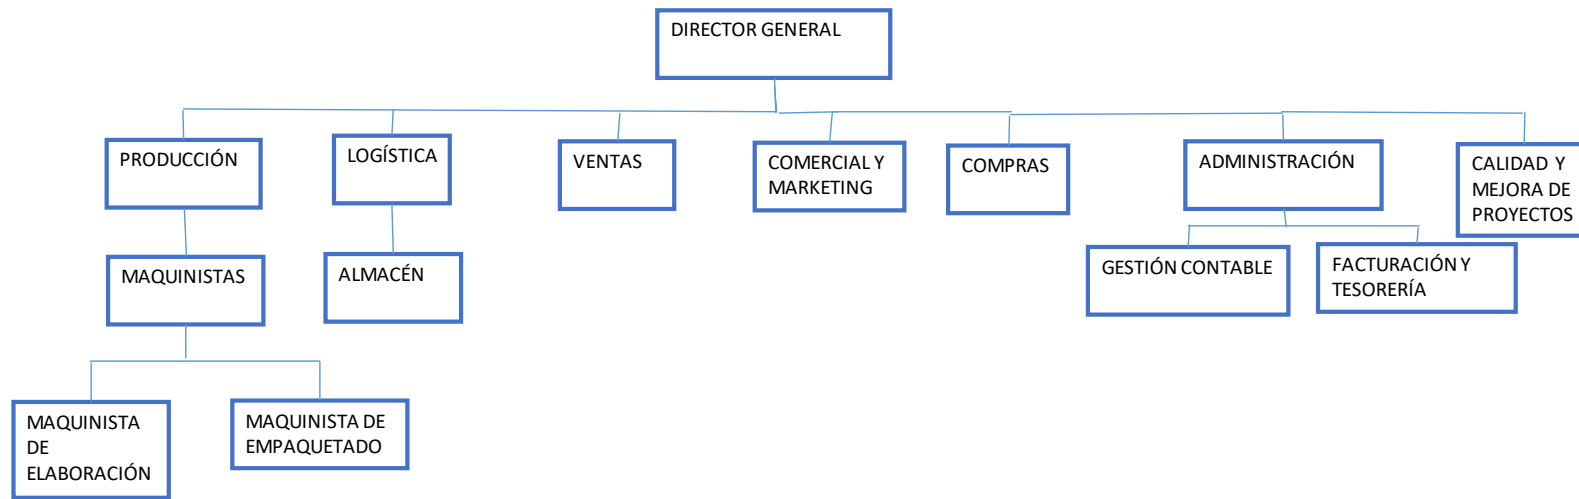 DIRECTOR GENERAL
PRODUCCIÓN
LOGÍSTICA
VENTAS
COMERCIAL Y
MARKETING
COMPRAS
ADMINISTRACIÓN
CALIDAD Y
MEJORA DE
PROYECTOS
MAQUINISTAS
ALMACÉN
GESTIÓN CONTABLE
FACTURACIÓN Y
TESORERÍA
MAQUINISTA
DE
ELABORACIÓN
MAQUINISTA DE
EMPAQUETADO